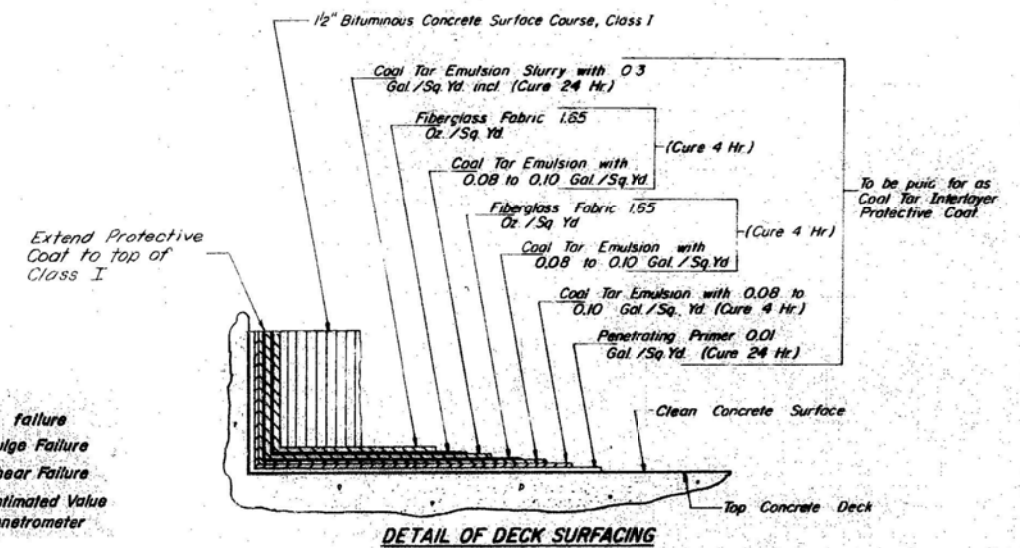 1½" Bituminous Concrete Surface Course, Class I
Coal Tar Emulsion Slurry with 0.3
Gal./Sq.Yd. incl. (Cure 24 Hr.)
Fiberglass Fabric 1.65
Oz./Sq. Yd.
(Cure 4 Hr.)
Coal Tar Emulsion with
0.08 to 0.10 Gal./Sq.Yd.
To be paid for as
Coal Tar Interlayer
Protective Coat.
Fiberglass Fabric 1.65
Oz./Sq. Yd
(Cure 4 Hr.)
Extend Protective
Coat to top of
Class I
Coal Tar Emulsion with
0.08 to 0.10 Gal./Sq.Yd
Coal Tar Emulsion with 0.08 to
0.10 Gal./Sq. Yd. (Cure 4 Hr.)
Penetrating Primer 0.01
Gal./Sq.Yd. (Cure 24 Hr.)
Clean Concrete Surface
failure
ulge Failure
hear Failure
stimated Value
enetrometer
Top Concrete Deck
DETAIL OF DECK SURFACING